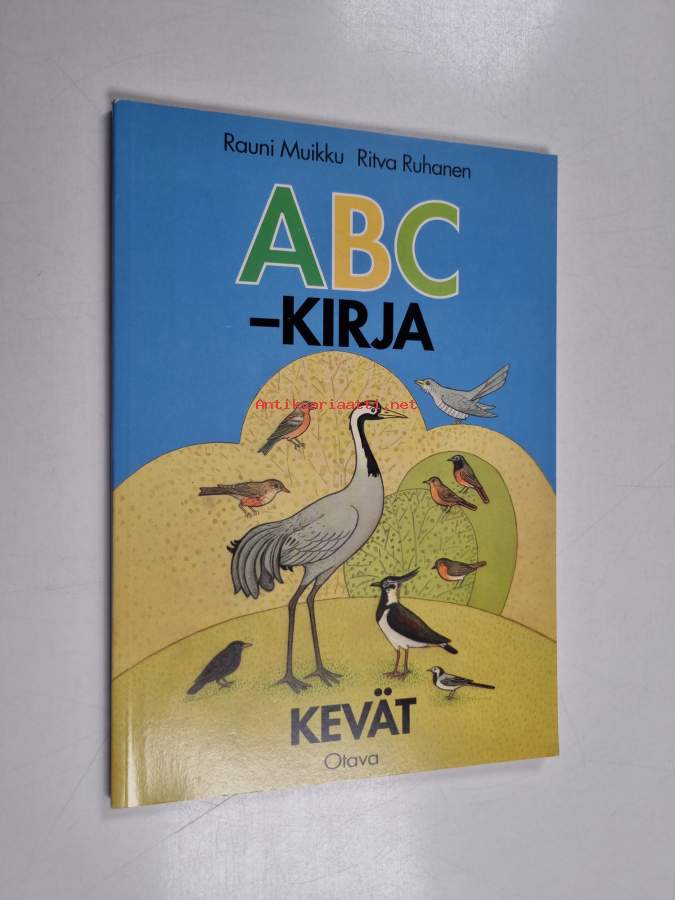 Rauni Muikku Ritva Ruhanen
ABC
–KIRJA
Antikvariaatti.net
KEVÄT
Otava